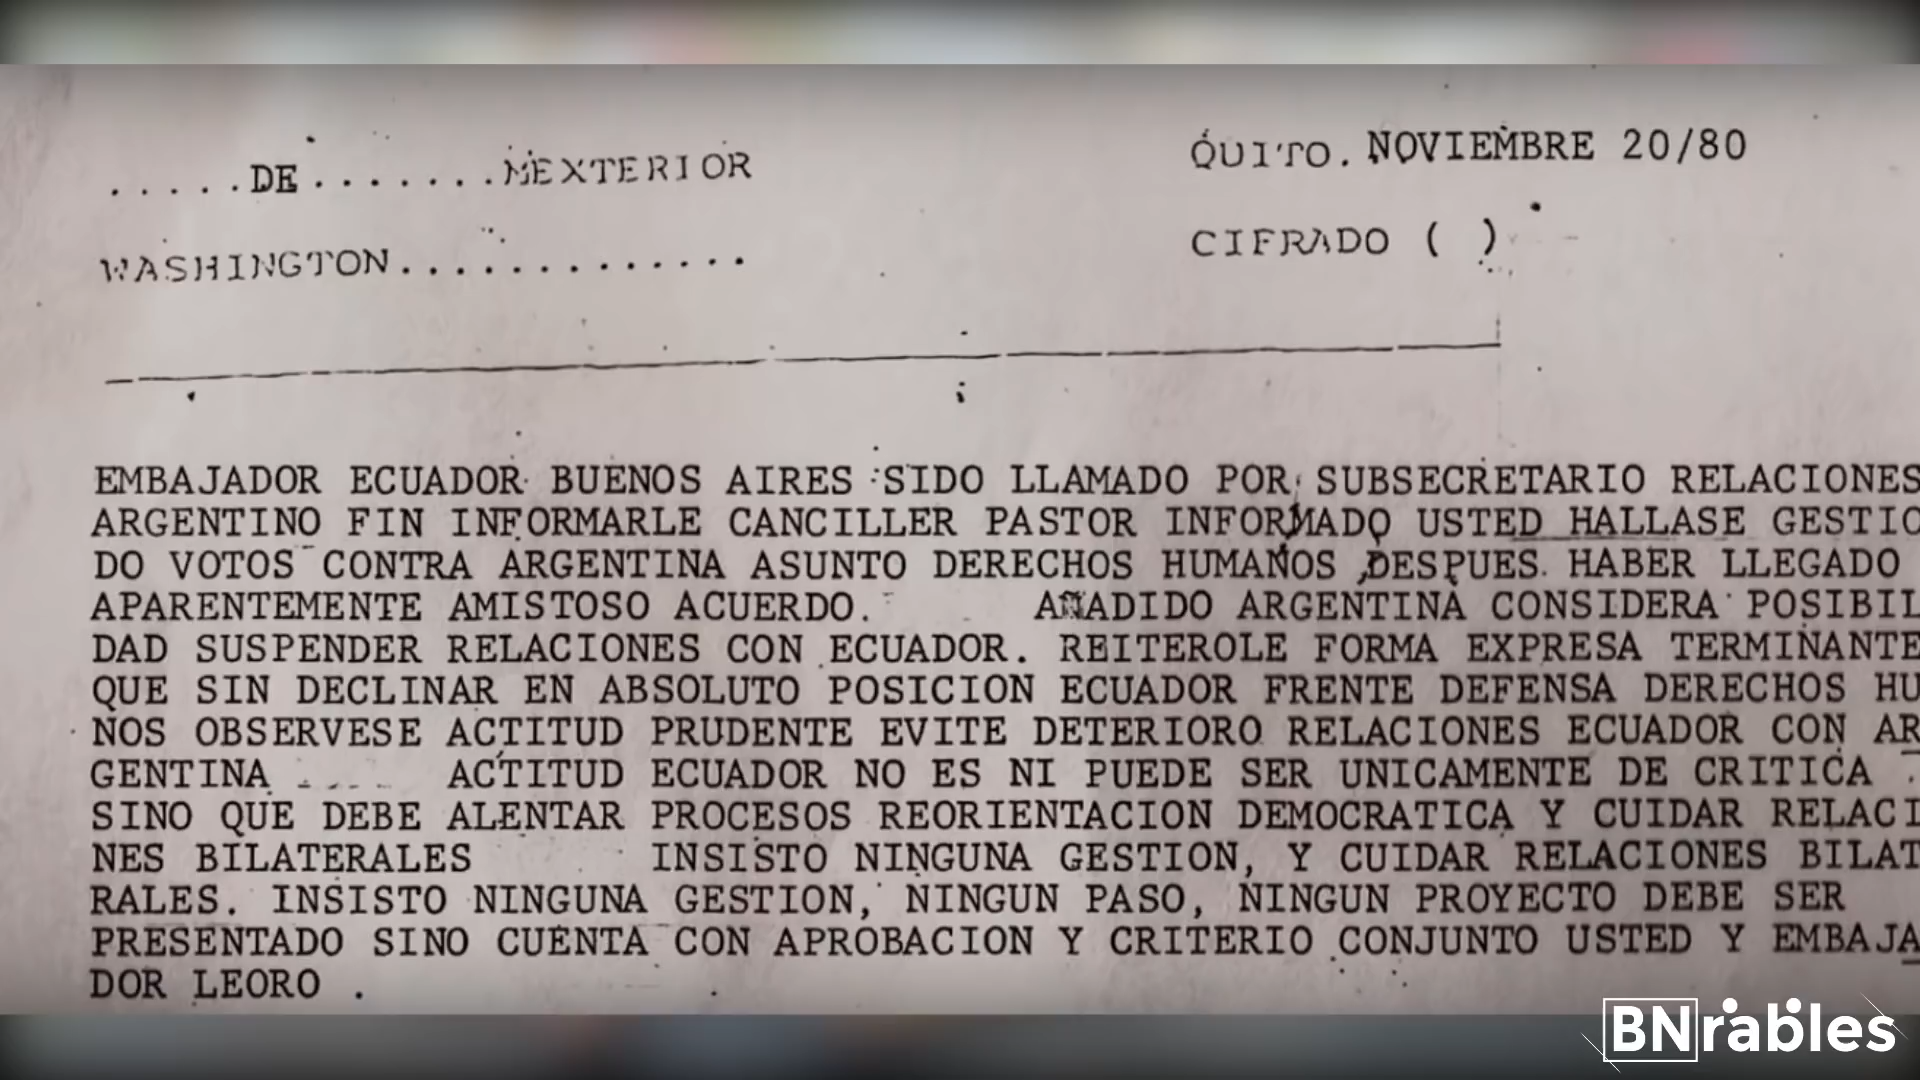 .....DE........MEXTERIOR
QUITO. NOVIEMBRE 20/80
WASHINGTON..............
CIFRADO ( )
EMBAJADOR ECUADOR BUENOS AIRES SIDO LLAMADO POR SUBSECRETARIO RELACIONES
ARGENTINO FIN INFORMARLE CANCILLER PASTOR INFORMADO USTED HALLASE GESTIO
DO VOTOS CONTRA ARGENTINA ASUNTO DERECHOS HUMANOS ,DESPUES HABER LLEGADO
APARENTEMENTE AMISTOSO ACUERDO. AÑADIDO ARGENTINA CONSIDERA POSIBIL
DAD SUSPENDER RELACIONES CON ECUADOR. REITEROLE FORMA EXPRESA TERMINANTE
QUE SIN DECLINAR EN ABSOLUTO POSICION ECUADOR FRENTE DEFENSA DERECHOS HU
NOS OBSERVESE ACTITUD PRUDENTE EVITE DETERIORO RELACIONES ECUADOR CON AR
GENTINA ACTITUD ECUADOR NO ES NI PUEDE SER UNICAMENTE DE CRITICA
SINO QUE DEBE ALENTAR PROCESOS REORIENTACION DEMOCRATICA Y CUIDAR RELACI
NES BILATERALES INSISTO NINGUNA GESTION, Y CUIDAR RELACIONES BILAT
RALES. INSISTO NINGUNA GESTION, NINGUN PASO, NINGUN PROYECTO DEBE SER
PRESENTADO SINO CUENTA CON APROBACION Y CRITERIO CONJUNTO USTED Y EMBAJA
DOR LEORO .
BNrables